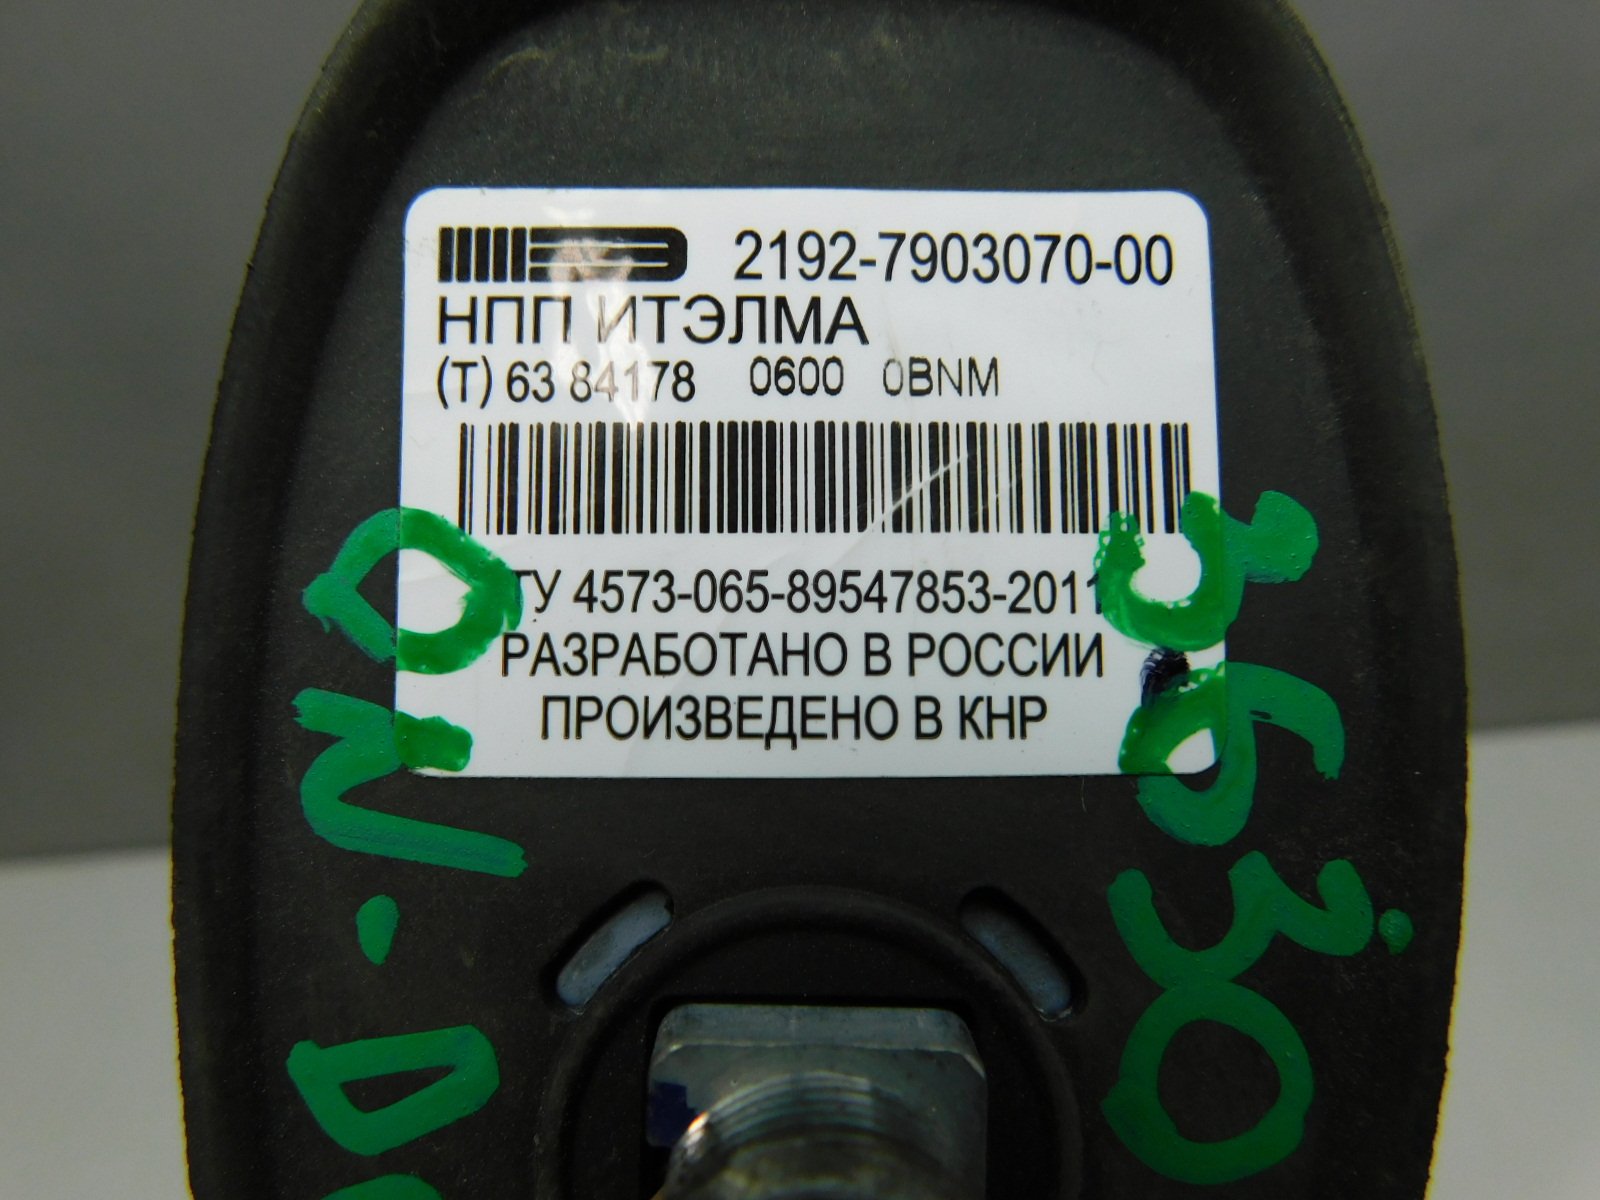 2192-7903070-00
НПП ИТЭЛМА
(Т) 63 84178 0600 0BNM
ТУ 4573-065-89547853-2011
РАЗРАБОТАНО В РОССИИ
ПРОИЗВЕДЕНО В КНР